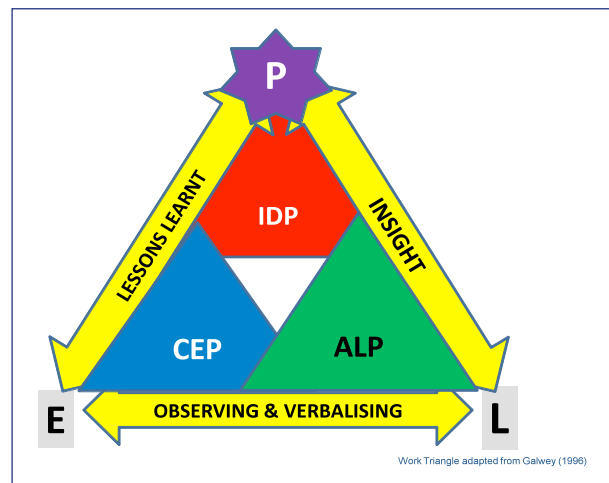 P
LESSONS LEARNT
INSIGHT
IDP
CEP
ALP
E
OBSERVING & VERBALISING
L
Work Triangle adapted from Galwey (1996)